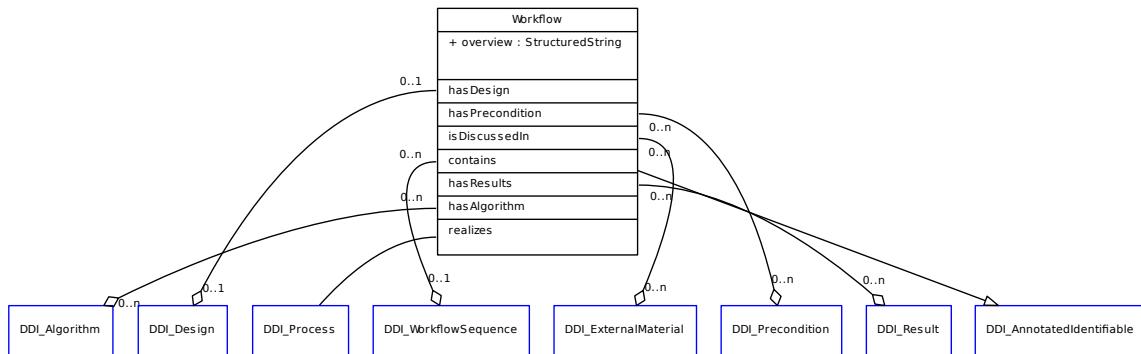 Workflow
+ overview : StructuredString
0..1
hasDesign
hasPrecondition
0..n
isDiscussedIn
0..n
0..n
contains
hasResults
0..n
0..n
hasAlgorithm
realizes
0..n
0..1
0..1
0..n
0..n
0..n
DDI_Algorithm
DDI_Design
DDI_Process
DDI_WorkflowSequence
DDI_ExternalMaterial
DDI_Precondition
DDI_Result
DDI_AnnotatedIdentifiable